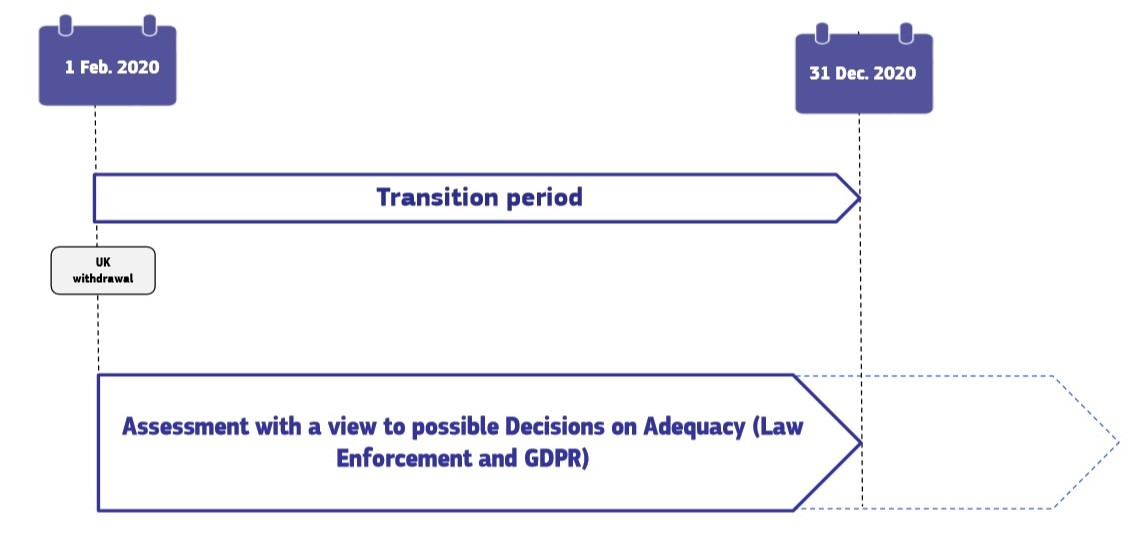 1 Feb. 2020
31 Dec. 2020
Transition period
UK
withdrawal
Assessment with a view to possible Decisions on Adequacy (Law
Enforcement and GDPR)